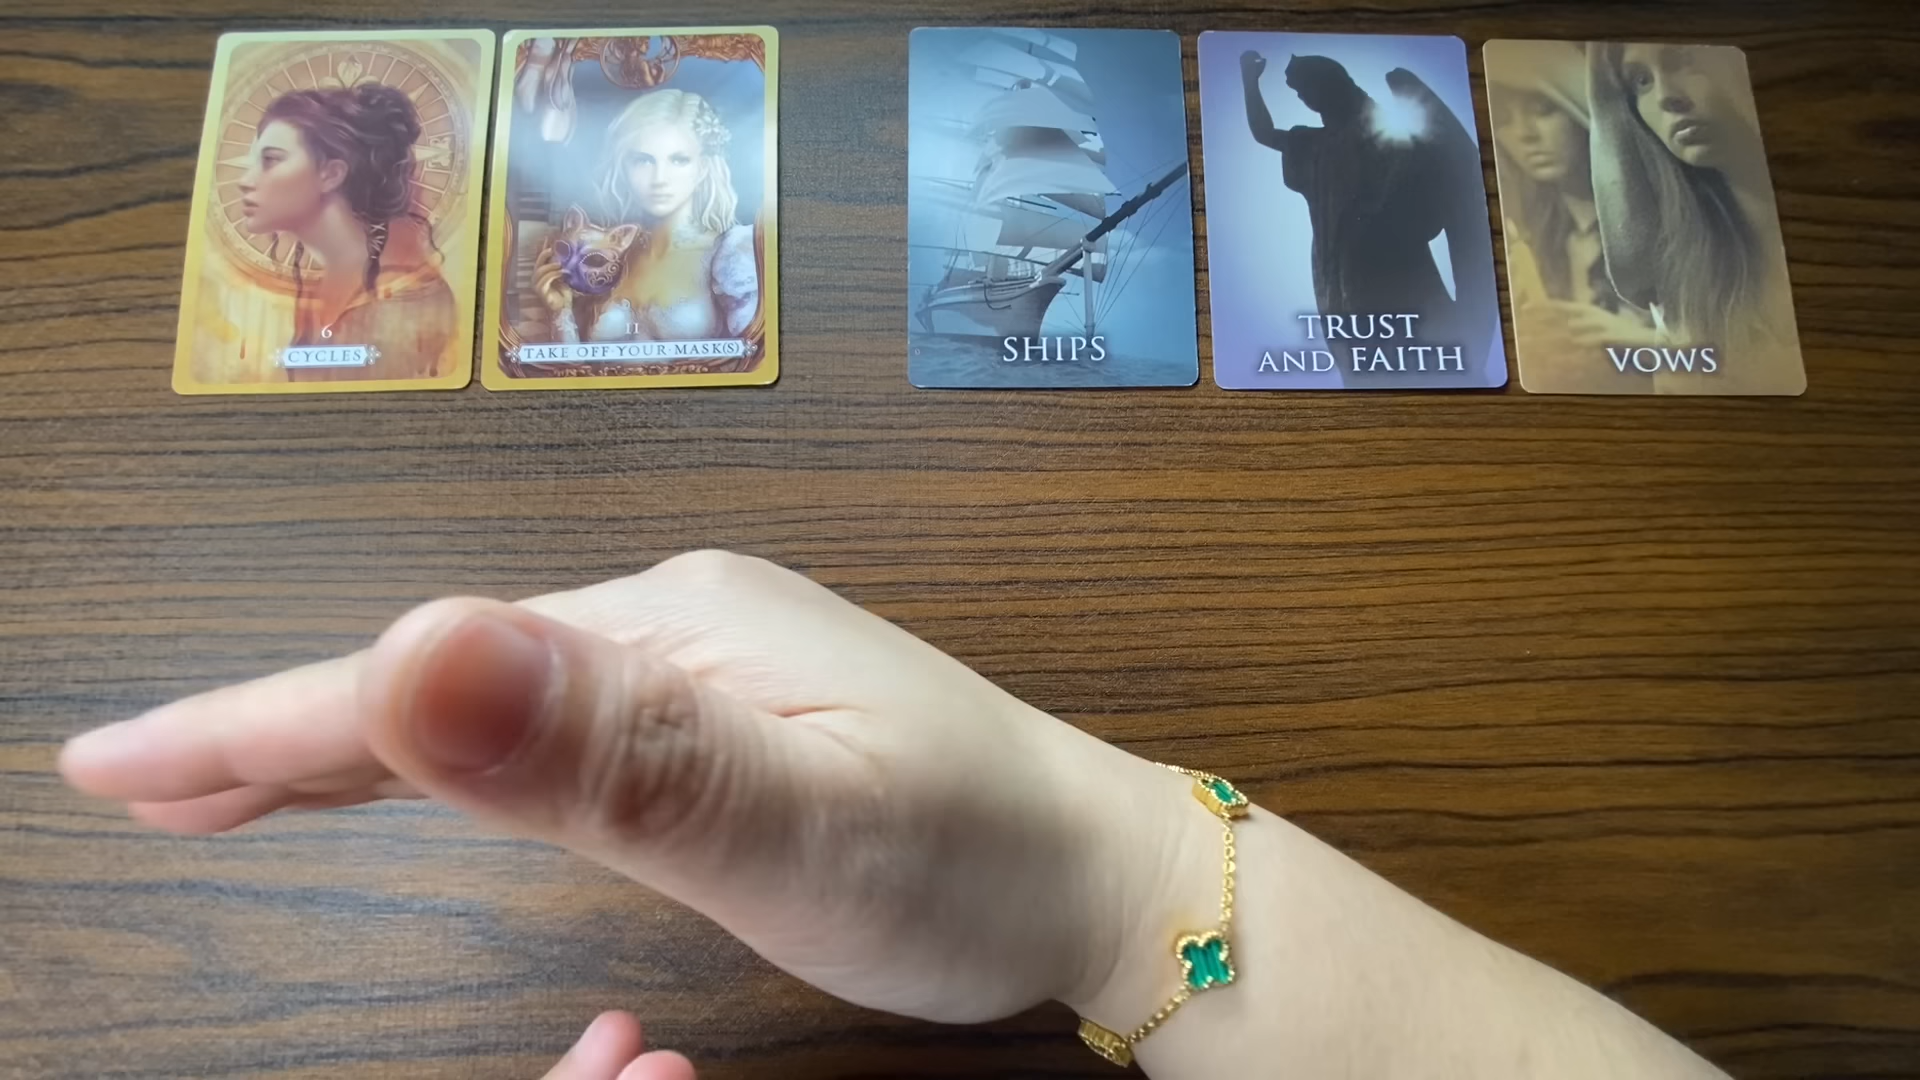 6
CYCLES
11
TAKE OFF YOUR MASK(S)
SHIPS
TRUST
AND FAITH
VOWS